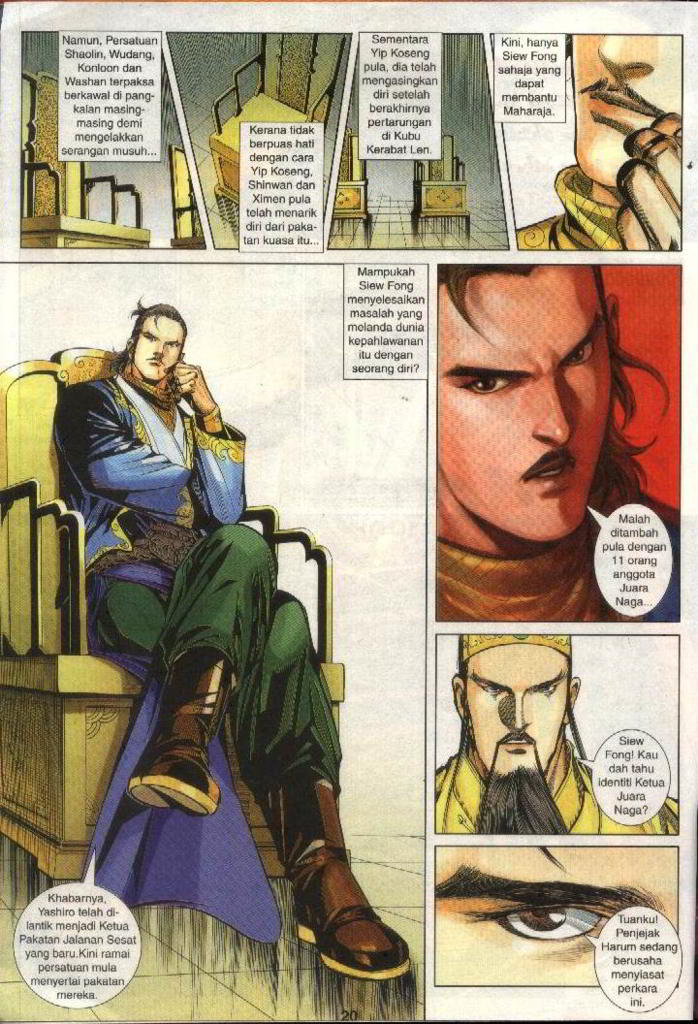 Namun, Persatuan
Shaolin, Wudang,
Konloon dan
Washan terpaksa
berkawal di pang-
kalan masing-
masing demi
mengelakkan
serangan musuh...
Kerana tidak
berpuas hati
dengan cara
Yip Koseng,
Shinwan dan
Ximen pula
telah menarik
diri dari paka-
tan kuasa itu...
Sementara
Yip Koseng
pula, dia telah
mengasingkan
diri setelah
berakhirnya
pertarungan
di Kubu
Kerabat Len.
Kini, hanya
Siew Fong
sahaja yang
dapat
membantu
Maharaja.
Mampukah
Siew Fong
menyelesaikan
masalah yang
melanda dunia
kepahlawanan
itu dengan
seorang diri?
Khabarnya,
Yashiro telah di-
lantik menjadi Ketua
Pakatan Jalanan Sesat
yang baru.Kini ramai
persatuan mula
menyertai pakatan
mereka.
Malah
ditambah
pula dengan
11 orang
anggota
Juara
Naga...
Siew
Fong! Kau
dah tahu
identiti Ketua
Juara
Naga?
Tuanku!
Penjejak
Harum sedang
berusaha
menyiasat
perkara
ini.
20